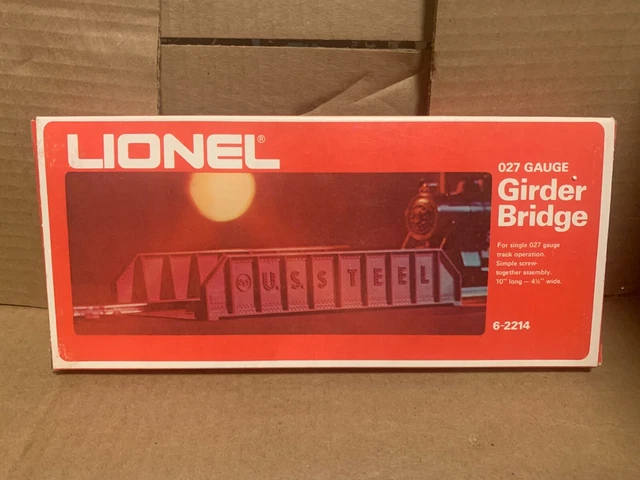 LIONEL®
027 GAUGE
Girder
Bridge
For single 027 gauge
track operation.
Simple screw-
together assembly.
10" long — 4½" wide.
U.S. STEEL
6-2214